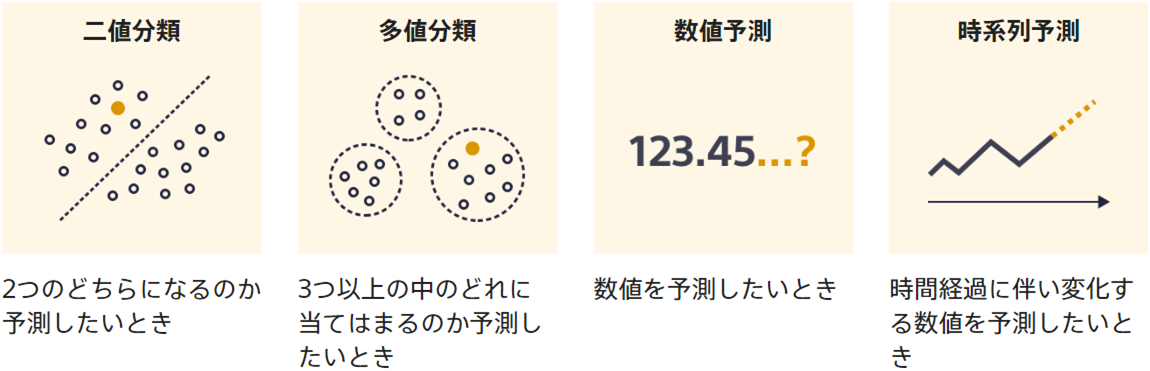 二値分類
多値分類
数値予測
時系列予測
123.45...?
2つのどちらになるのか
予測したいとき
3つ以上の中のどれに
当てはまるのか予測し
たいとき
数値を予測したいとき
時間経過に伴い変化す
る数値を予測したいと
き